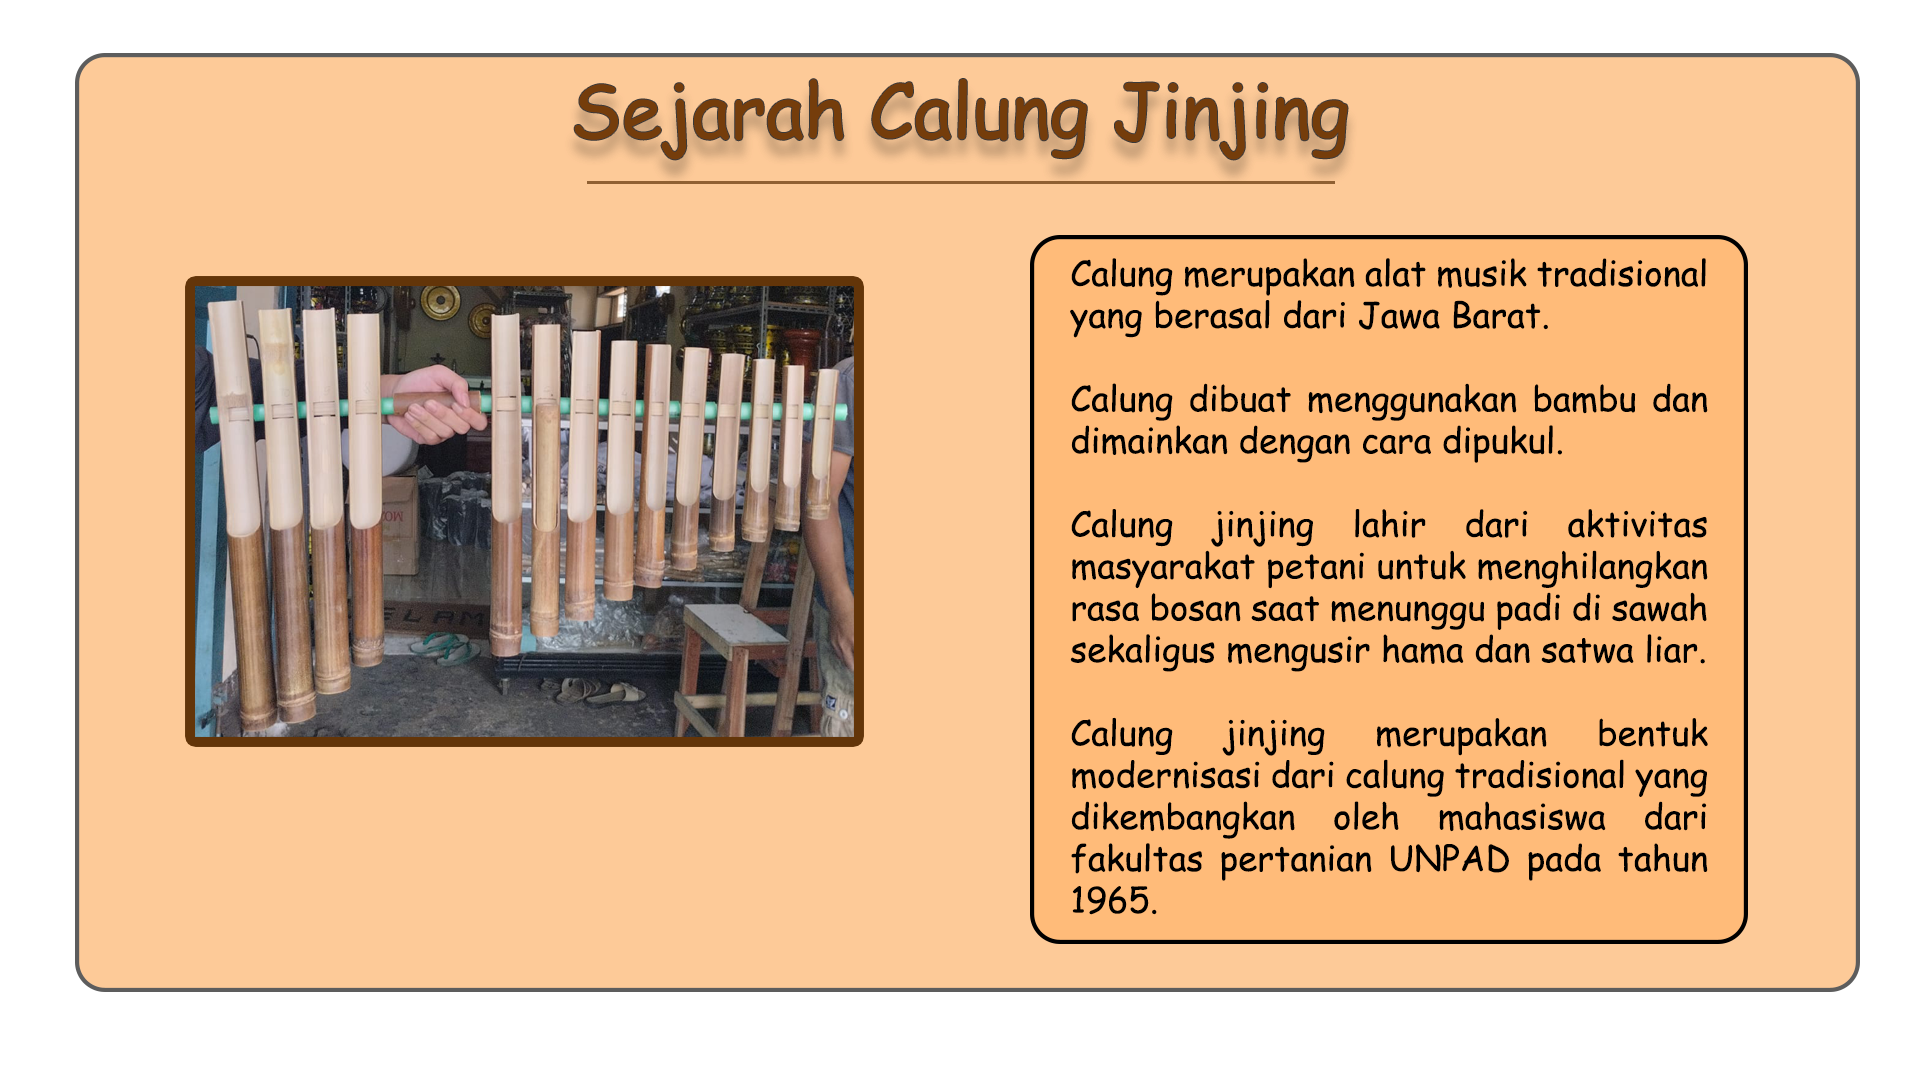 Sejarah Calung Jinjing
Calung merupakan alat musik tradisional
yang berasal dari Jawa Barat.
Calung dibuat menggunakan bambu dan
dimainkan dengan cara dipukul.
Calung jinjing lahir dari aktivitas
masyarakat petani untuk menghilangkan
rasa bosan saat menunggu padi di sawah
sekaligus mengusir hama dan satwa liar.
Calung jinjing merupakan bentuk
modernisasi dari calung tradisional yang
dikembangkan oleh mahasiswa dari
fakultas pertanian UNPAD pada tahun
1965.